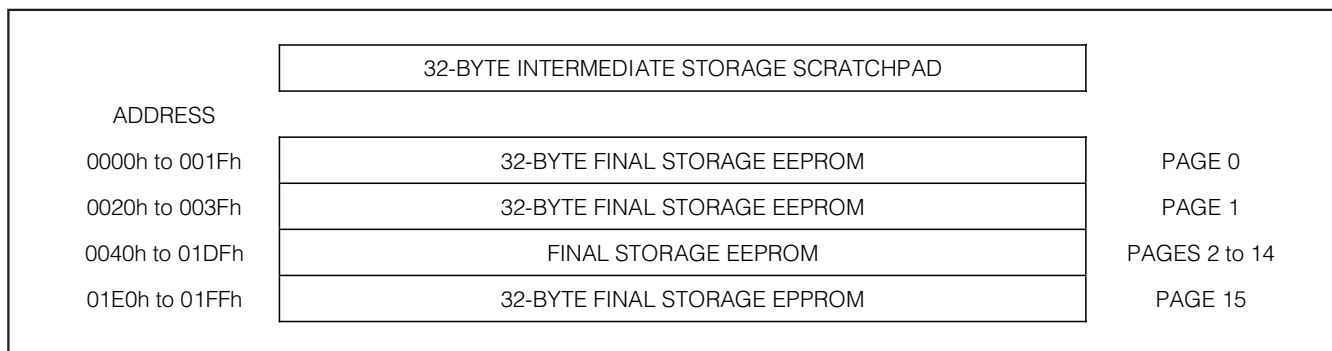 32-BYTE INTERMEDIATE STORAGE SCRATCHPAD
ADDRESS
0000h to 001Fh 32-BYTE FINAL STORAGE EEPROM PAGE 0
0020h to 003Fh 32-BYTE FINAL STORAGE EEPROM PAGE 1
0040h to 01DFh FINAL STORAGE EEPROM PAGES 2 to 14
01E0h to 01FFh 32-BYTE FINAL STORAGE EPPROM PAGE 15